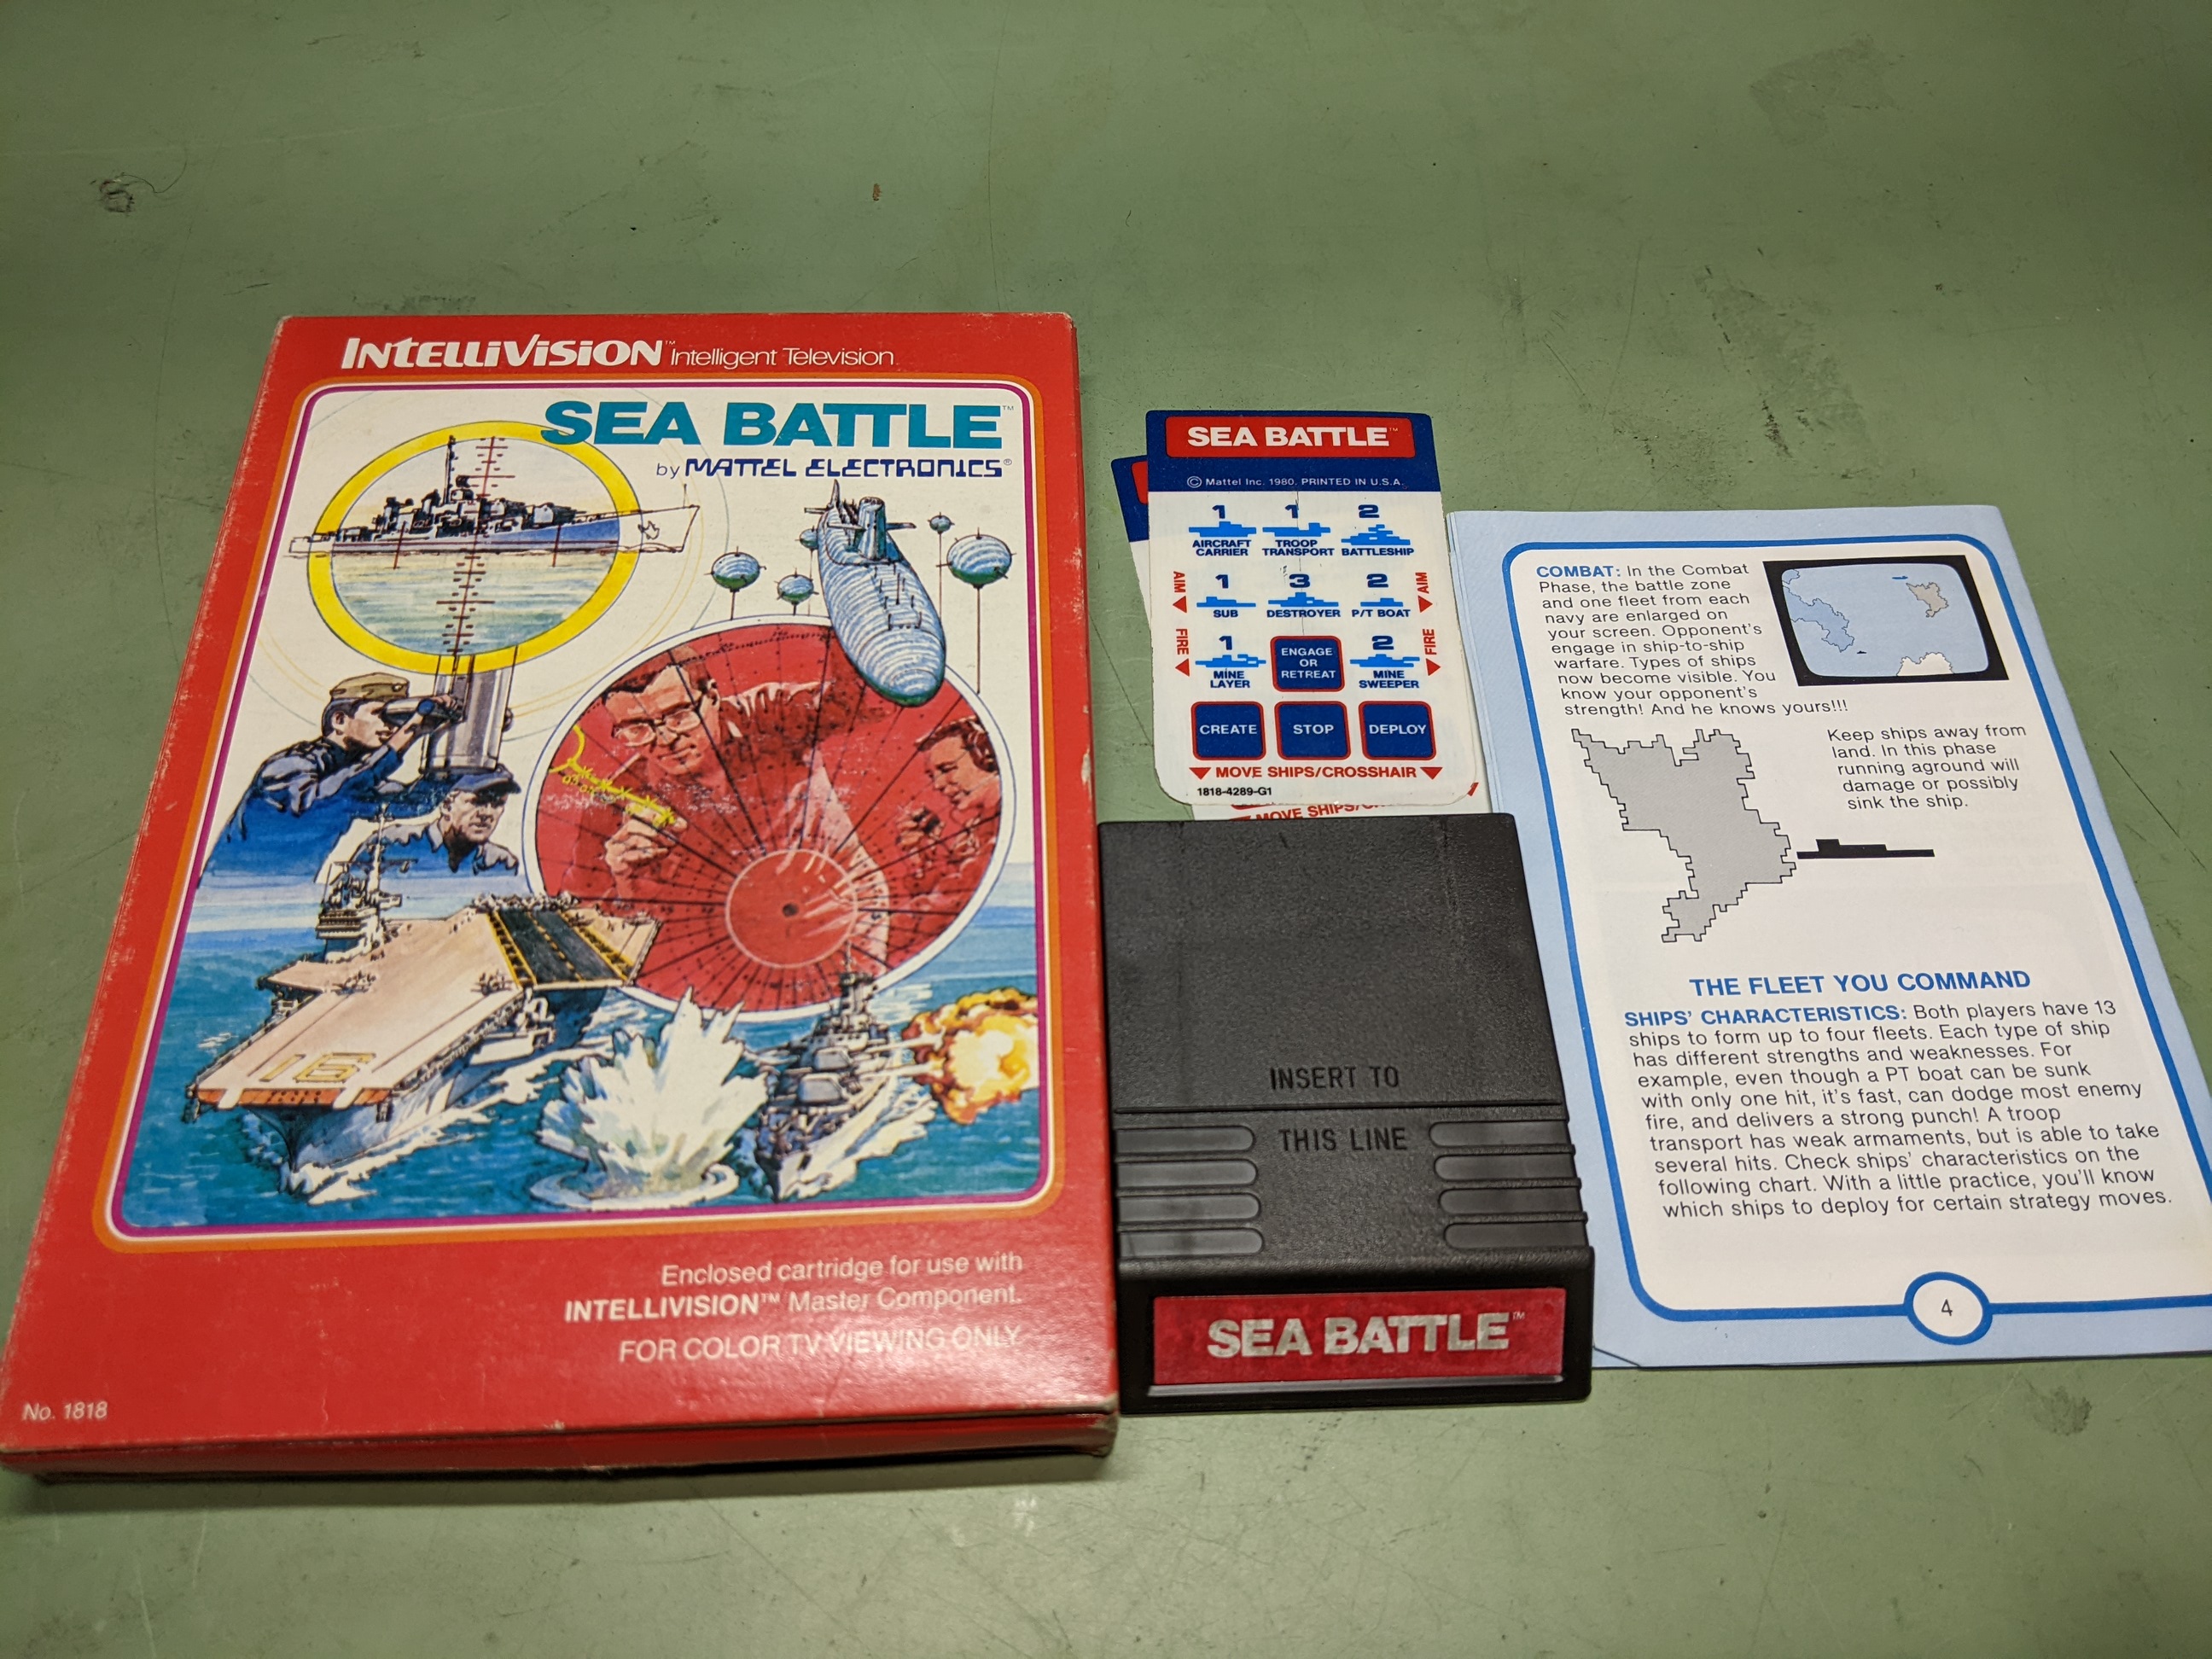 INTELLIVISION™ Intelligent Television
SEA BATTLE™
by MATTEL ELECTRONICS®
16
Enclosed cartridge for use with
INTELLIVISION™ Master Component.
FOR COLOR TV VIEWING ONLY.
No. 1818
SEA BATTLE™
© Mattel Inc. 1980. PRINTED IN U.S.A.
1 1 2
AIRCRAFT CARRIER TROOP TRANSPORT BATTLESHIP
AIM 1 3 2 AIM
SUB DESTROYER P/T BOAT
FIRE 1 ENGAGE OR RETREAT 2 FIRE
MINE LAYER MINE SWEEPER
CREATE STOP DEPLOY
MOVE SHIPS/CROSSHAIR
1818-4289-G1
MOVE SHIPS/
INSERT TO
THIS LINE
SEA BATTLE™
COMBAT: In the Combat
Phase, the battle zone
and one fleet from each
navy are enlarged on
your screen. Opponent's
engage in ship-to-ship
warfare. Types of ships
now become visible. You
know your opponent's
strength! And he knows yours!!!
Keep ships away from
land. In this phase
running aground will
damage or possibly
sink the ship.
THE FLEET YOU COMMAND
SHIPS' CHARACTERISTICS: Both players have 13
ships to form up to four fleets. Each type of ship
has different strengths and weaknesses. For
example, even though a PT boat can be sunk
with only one hit, it's fast, can dodge most enemy
fire, and delivers a strong punch! A troop
transport has weak armaments, but is able to take
several hits. Check ships' characteristics on the
following chart. With a little practice, you'll know
which ships to deploy for certain strategy moves.
4